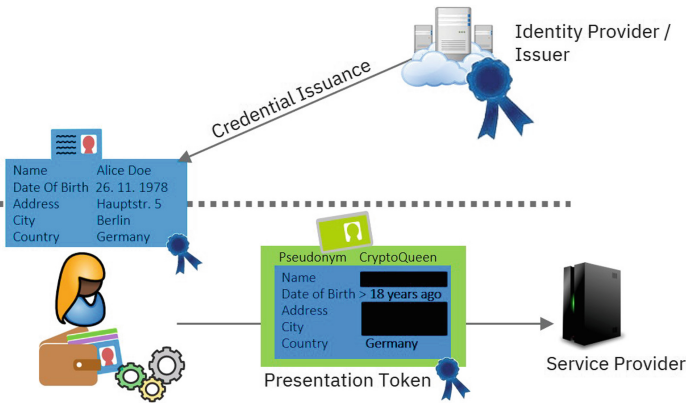 Identity Provider /
Issuer
Credential Issuance
Name Alice Doe
Date Of Birth 26. 11. 1978
Address Hauptstr. 5
City Berlin
Country Germany
Pseudonym CryptoQueen
Name
Date of Birth > 18 years ago
Address
City
Country Germany
Presentation Token
Service Provider